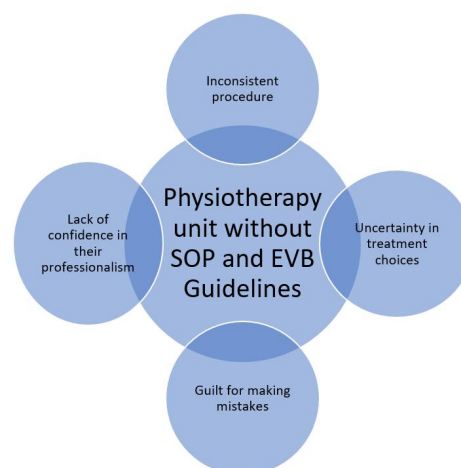 Inconsistent
procedure
Physiotherapy
unit without
SOP and EVB
Guidelines
Lack of
confidence in
their
professionalism
Uncertainty in
treatment
choices
Guilt for making
mistakes